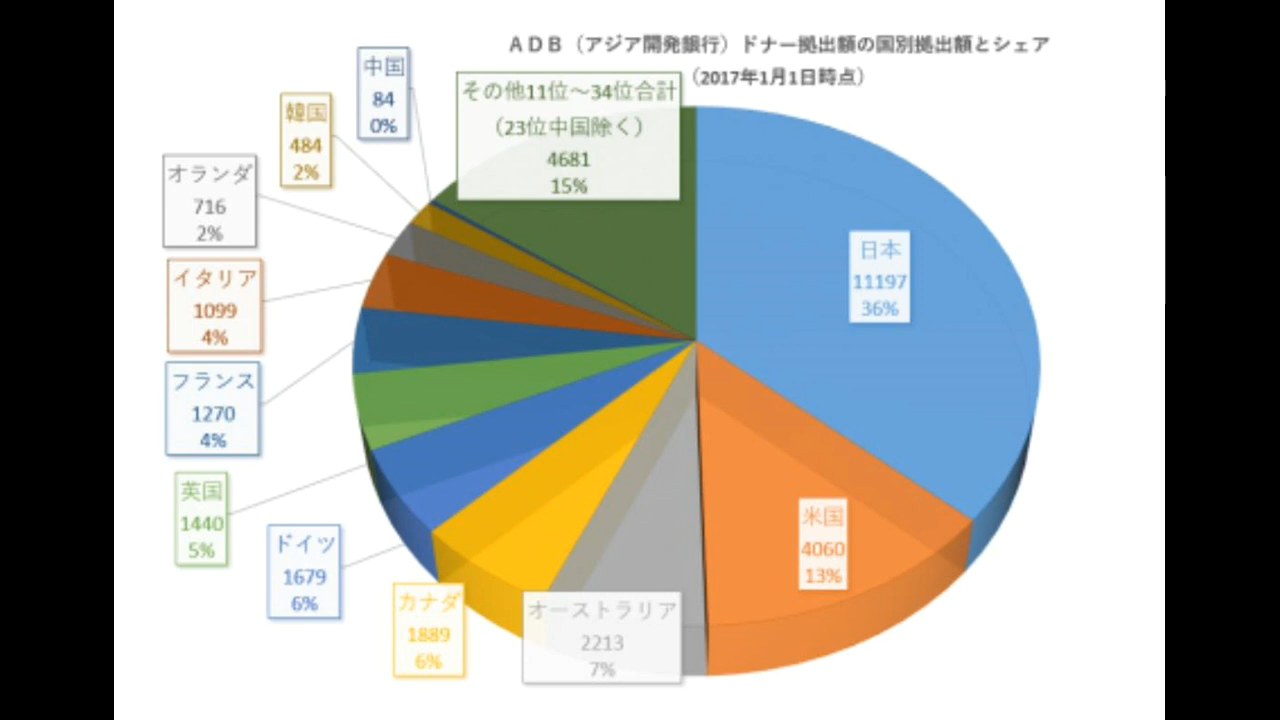 ADB（アジア開発銀行）ドナー拠出額の国別拠出額とシェア
（2017年1月1日時点）
その他11位～34位合計
（23位中国除く）
4681
15%
日本
11197
36%
米国
4060
13%
オーストラリア
2213
7%
カナダ
1889
6%
ドイツ
1679
6%
英国
1440
5%
フランス
1270
4%
イタリア
1099
4%
オランダ
716
2%
韓国
484
2%
中国
84
0%